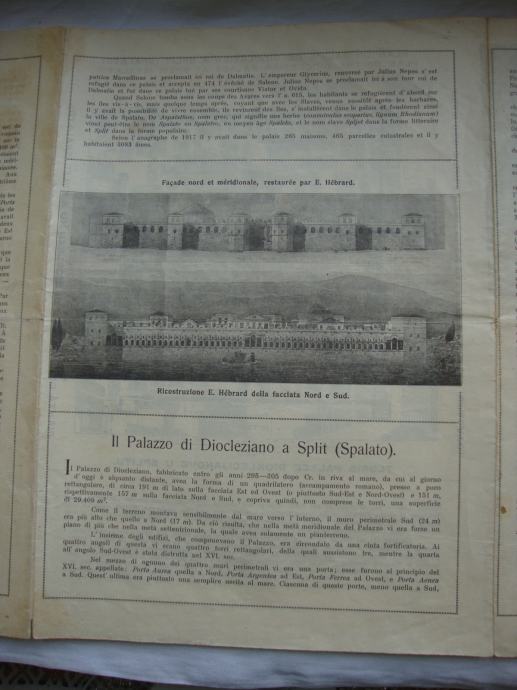 patrice Marcellinus se proclamait ici roi de Dalmatie. L'empereur Glycerius, renversé par Julius Nepos s'est
refugié dans ce palais et accepta en 474 l'évêché de Salone. Julius Nepos se proclamait ici à son tour roi de
Dalmatie et fut dans ce palais tué par ses courtisans Viator et Ovida.
Quand Salone tomba sous les coups des Avares vers l' a. 615, les habitants se refugièrent d'abord sur
les îles vis-à-vis, mais quelque temps après, voyant que avec les Slaves, venus aussitôt après les barbares,
il y avait la possibilité de vivre ensemble, ils revinrent des îles, s'installèrent dans le palais et fondèrent ainsi
la ville de Spalato. De Aspalathos, nom grec, qui signifie une herbe
vient peut-être le nom Spalato ou Spalatro, en moyen âge Spalato, et le nom slave Spljet dans la forme littéraire
et Split dans la forme populaire.
Selon l'anagraphe de 1917 il y avait dans le palais 265 maisons, 465 parcelles catastrales et il y
habitaient 3083 âmes.
Façade nord et méridionale, restaurée par E. Hébrard.
Ricostruzione E. Hébrard della facciata Nord e Sud.
Il Palazzo di Diocleziano a Split (Spalato).
Il Palazzo di Diocleziano, fabbricato entro gli anni 295—305 dopo Cr. in riva al mare, da cui al giorno
d'oggi è alquanto distante, aveva la forma di un quadrilatero (accampamento romano), presso a poco
rettangolare, di circa 191 m di lato sulla facciata Est ed Ovest (o piuttosto Sud-Est e Nord-Ovest) e 151 m,
rispettivamente 157 m sulla facciata Nord e Sud, e copriva quindi, non comprese le torri, una superficie
di 29.409 m².
Come il terreno montava sensibilmente dal mare verso l'interno, il muro perimetrale Sud (24 m)
era più alto che quello a Nord (17 m). Da ciò risulta, che nella metà meridionale del Palazzo vi era forse un
piano di più che nella metà settentrionale, la quale aveva solamente un pianterreno.
L'insieme degli edifizi, che componevano il Palazzo, era circondato da una cinta fortificatoria. Ai
quattro angoli di questa vi erano quattro torri rettangolari, della quali sussistono tre, mentre la quarta
all' angolo Sud-Ovest è stata distrutta nel XVI. sec.
Nel mezzo di ognuno dei quattro muri perimetrali vi era una porta; esse furono al principio del
XVI. sec. appellate: Porta Aurea quella a Nord, Porta Argentea ad Est, Porta Ferrea ad Ovest, e Porta Aenea
a Sud. Quest' ultima era piuttosto una semplice uscita al mare. Ciascuna di queste porte, meno quella a Sud,